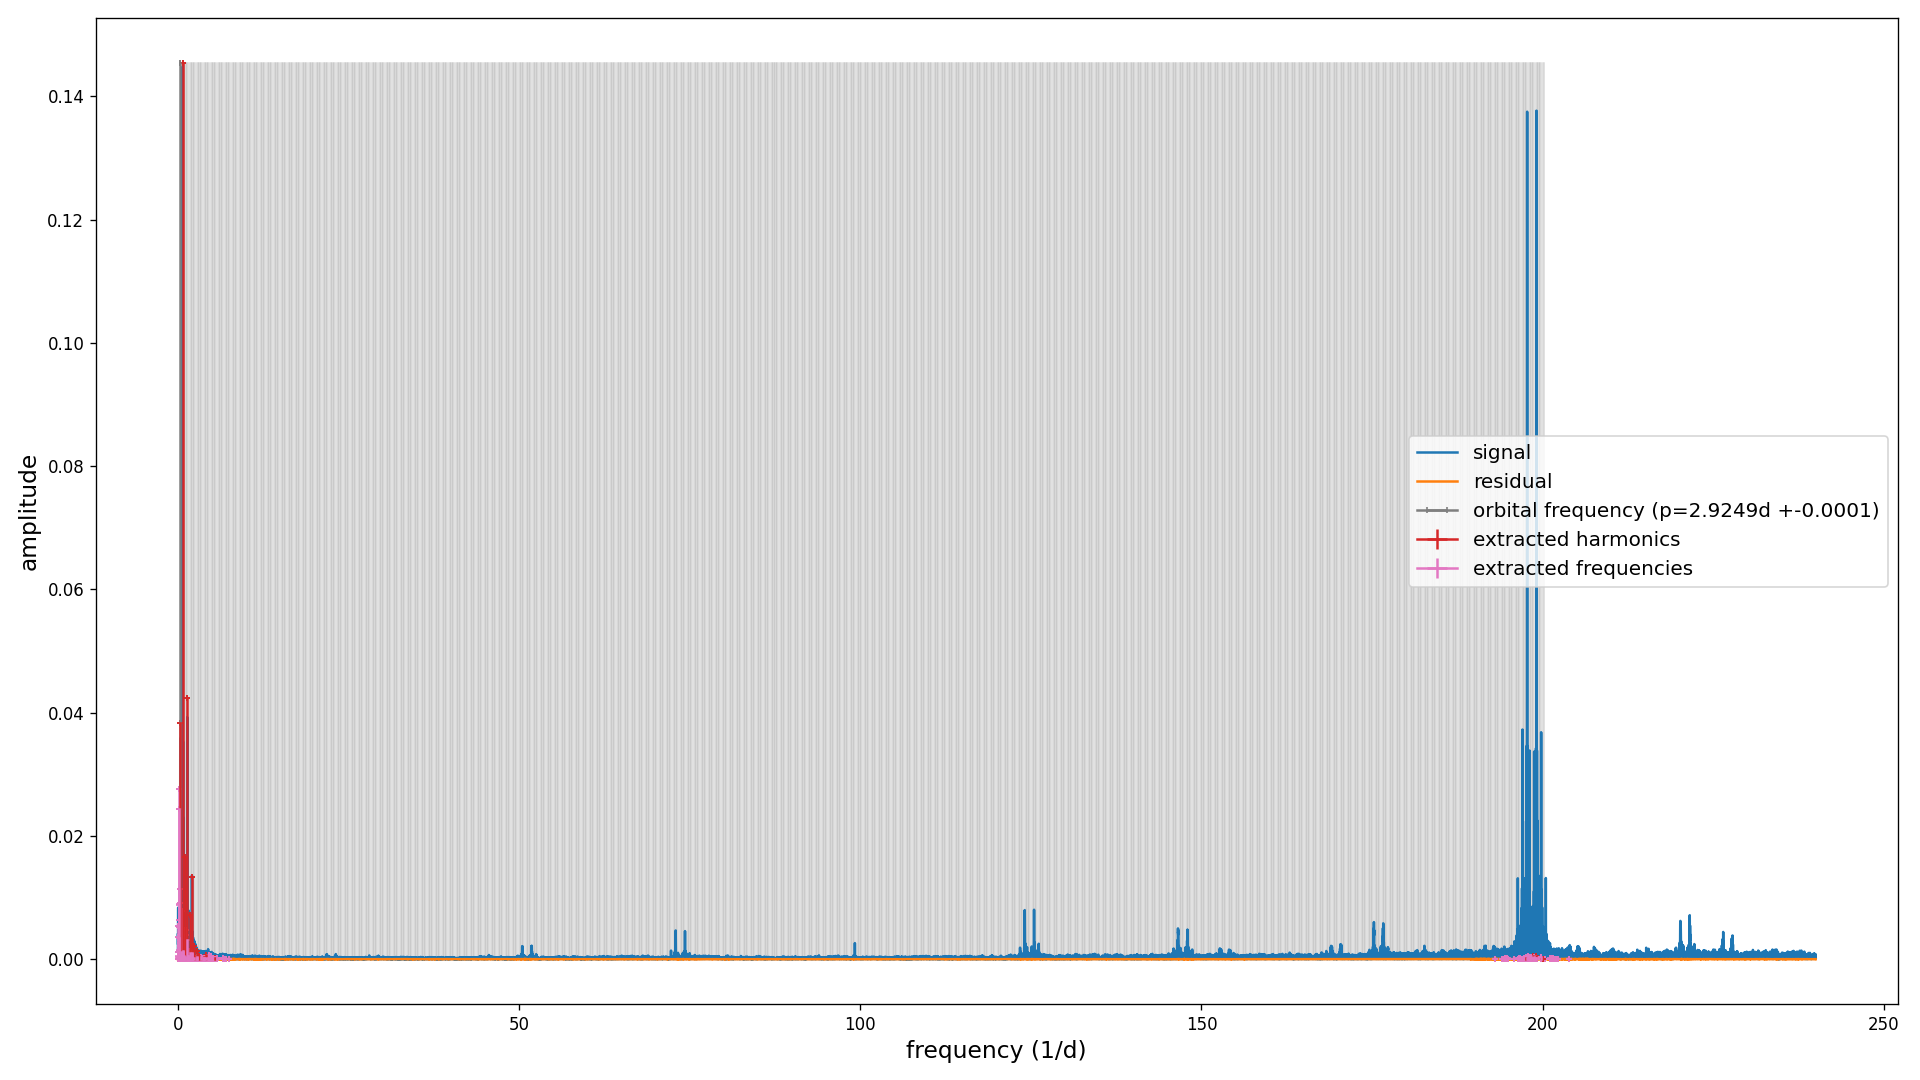 0.14
0.12
0.10
0.08
0.06
0.04
0.02
0.00
amplitude
signal
residual
orbital frequency (p=2.9249d +-0.0001)
extracted harmonics
extracted frequencies
0 50 100 150 200 250
frequency (1/d)